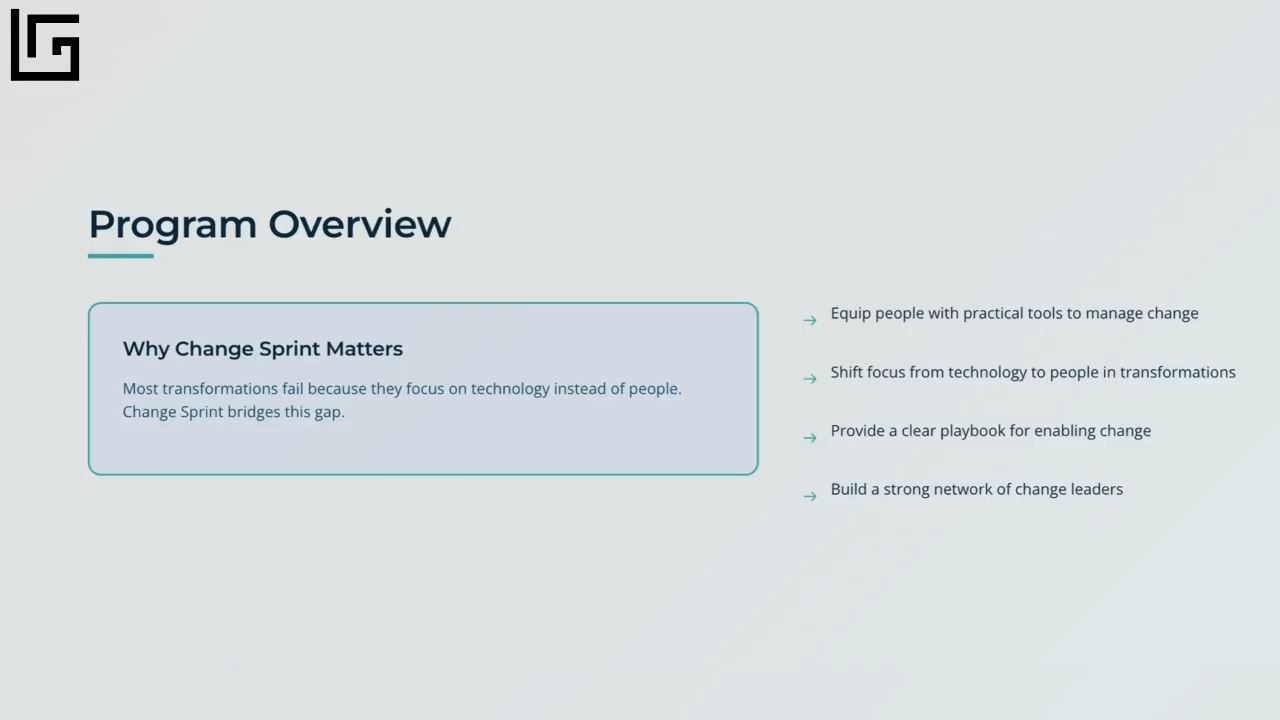 Program Overview
Why Change Sprint Matters
Most transformations fail because they focus on technology instead of people.
Change Sprint bridges this gap.
Equip people with practical tools to manage change
Shift focus from technology to people in transformations
Provide a clear playbook for enabling change
Build a strong network of change leaders